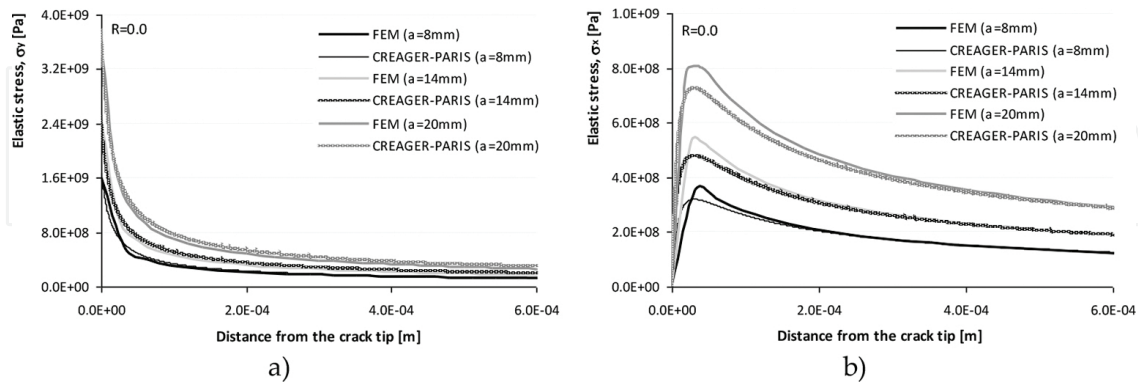 Elastic stress, σy [Pa]
4.0E+09
3.2E+09
2.4E+09
1.6E+09
8.0E+08
0.0E+00
R=0.0
FEM (a=8mm)
CREAGER-PARIS (a=8mm)
FEM (a=14mm)
CREAGER-PARIS (a=14mm)
FEM (a=20mm)
CREAGER-PARIS (a=20mm)
0.0E+00 2.0E-04 4.0E-04 6.0E-04
Distance from the crack tip [m]
a)
Elastic stress, σx [Pa]
1.0E+09
8.0E+08
6.0E+08
4.0E+08
2.0E+08
0.0E+00
R=0.0
FEM (a=8mm)
CREAGER-PARIS (a=8mm)
FEM (a=14mm)
CREAGER-PARIS (a=14mm)
FEM (a=20mm)
CREAGER-PARIS (a=20mm)
0.0E+00 2.0E-04 4.0E-04 6.0E-04
Distance from the crack tip [m]
b)